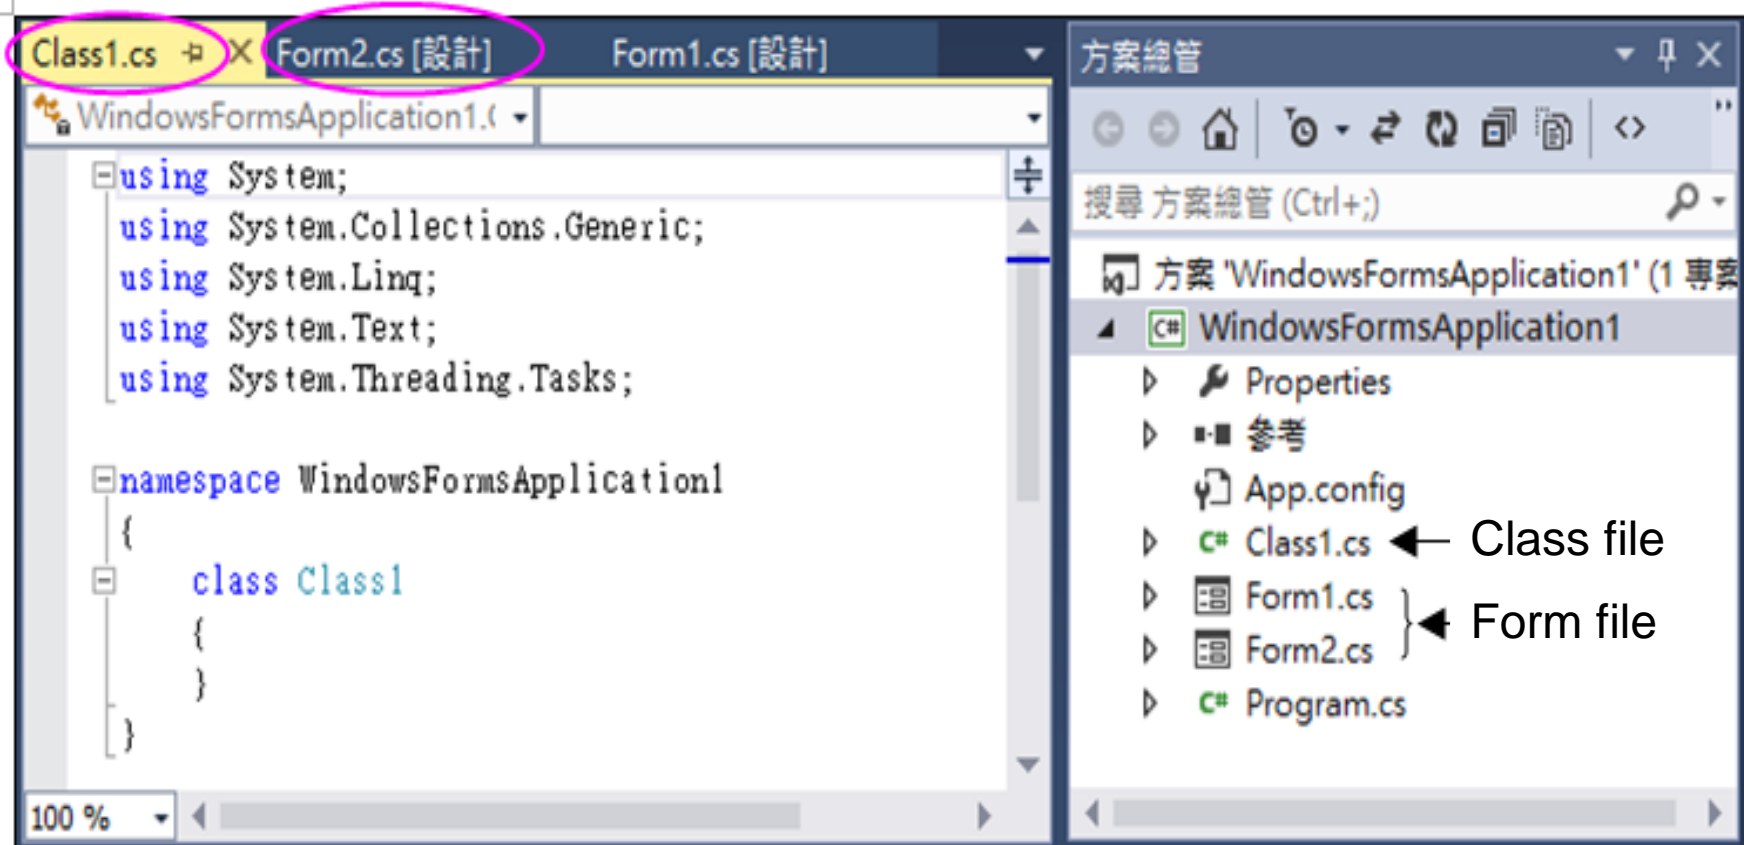 Class1.cs
Form2.cs [設計]
Form1.cs [設計]
WindowsFormsApplication1.
using System;
using System.Collections.Generic;
using System.Linq;
using System.Text;
using System.Threading.Tasks;
namespace WindowsFormsApplication1
{
class Class1
{
}
}
100 %
方案總管
搜尋 方案總管 (Ctrl+;)
方案 'WindowsFormsApplication1' (1 專案
C# WindowsFormsApplication1
Properties
參考
App.config
C# Class1.cs
Class file
Form1.cs
Form file
Form2.cs
C# Program.cs